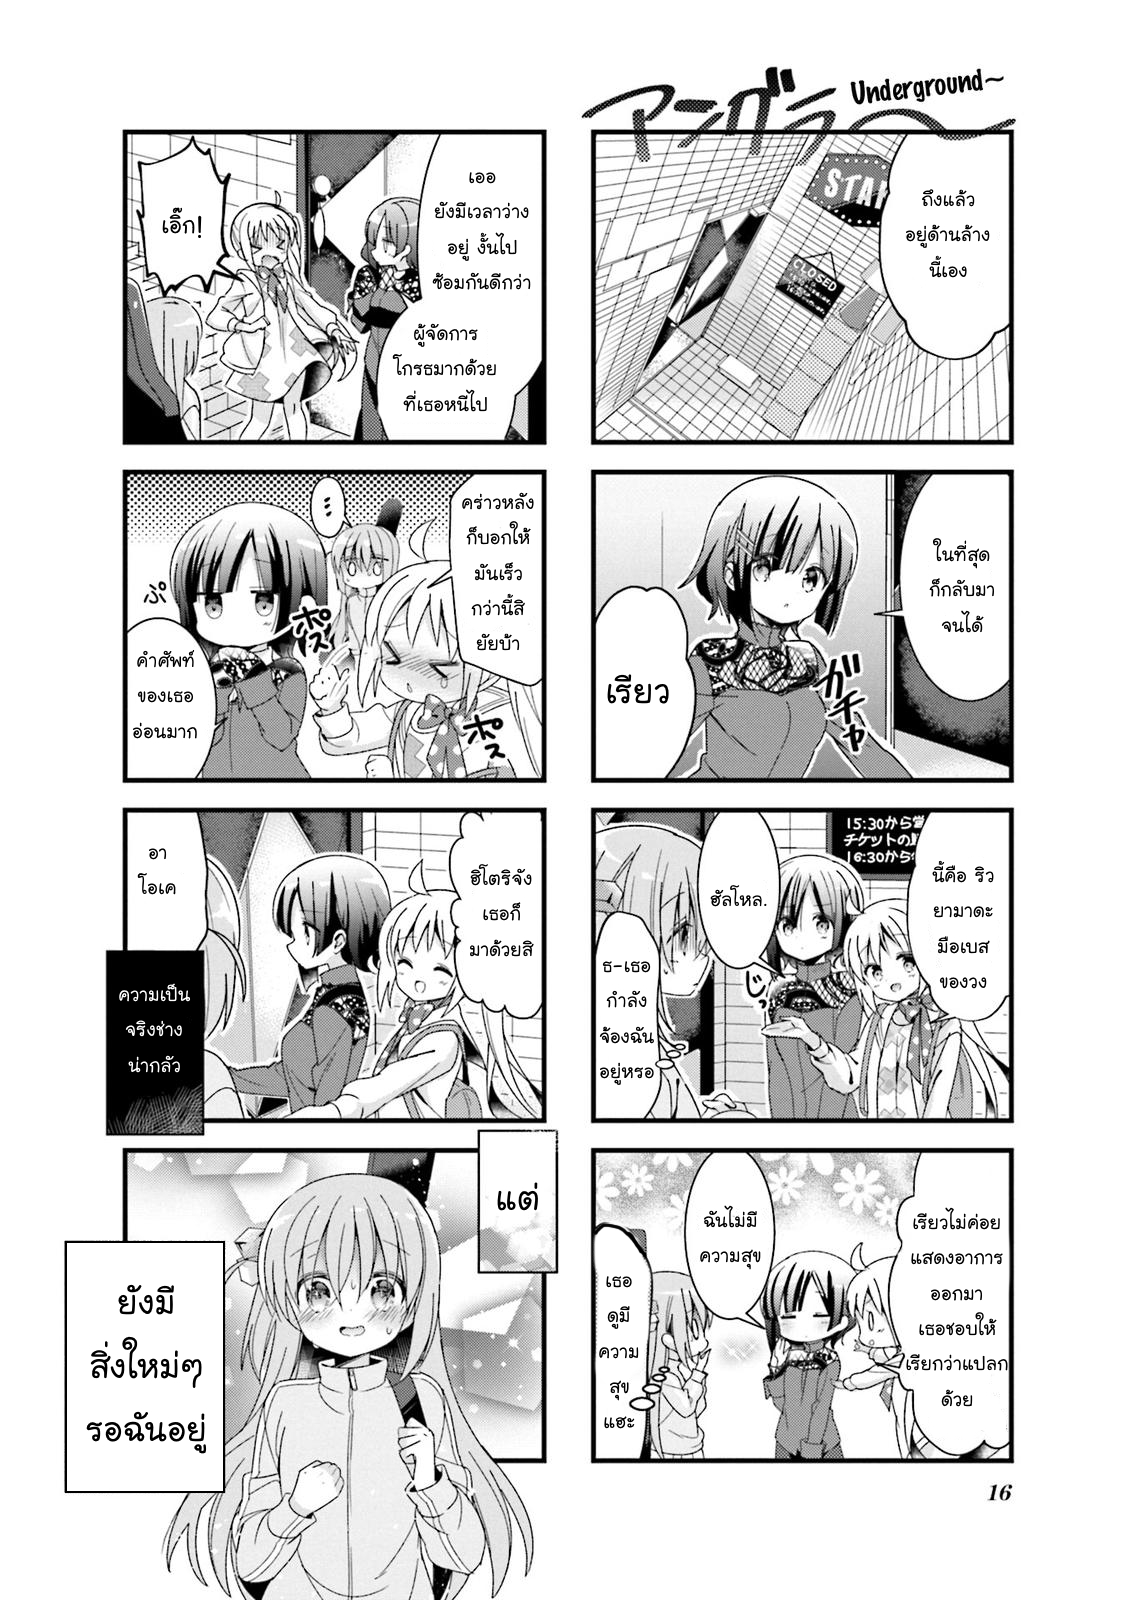 アングラ〜
Underground~
STAR
ถึงแล้ว
อยู่ด้านล้าง
นี้เอง
CLOSED
ในที่สุด
ก็กลับมา
จนได้
เรียว
ガチャ
15:30から
チケットの
16:30から
นี้คือ ริว
ยามาดะ
มือเบส
ของวง
ฮัลโหล.
じっ
ธ-เธอ
กำลัง
จ้องฉัน
อยู่หรอ
เรียวไม่ค่อย
แสดงอาการ
ออกมา
เธอชอบให้
เรียกว่าแปลก
ด้วย
ฉันไม่มี
ความสุข
เธอ
ดูมี
ความ
สุข
แฮะ
เออ
ยังมีเวลาว่าง
อยู่ งั้นไป
ซ้อมกันดีกว่า
ผู้จัดการ
โกรธมากด้วย
ที่เธอหนีไป
เอิ๊ก!
คร่าวหลัง
ก็บอกให้
มันเร็ว
กว่านี้สิ
ยัยบ้า
…
ぷ
ポス
ポス
คำศัพท์
ของเธอ
อ่อนมาก
ฮิโตริจัง
เธอก็
มาด้วยสิ
อา
โอเค
ความเป็น
จริงช่าง
น่ากลัว
แต่
ยังมี
สิ่งใหม่ๆ
รอฉันอยู่
16